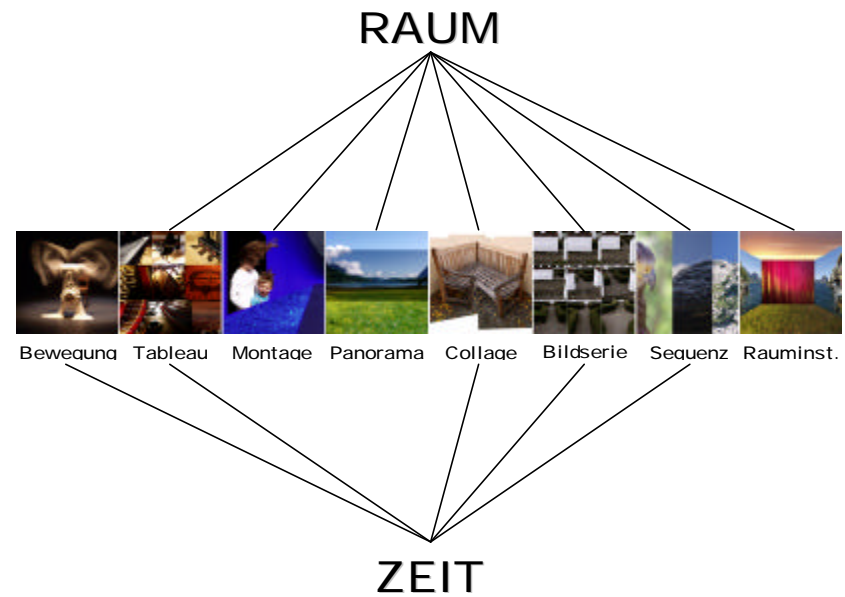 RAUM
Bewegung Tableau Montage Panorama Collage Bildserie Sequenz Rauminst.
ZEIT